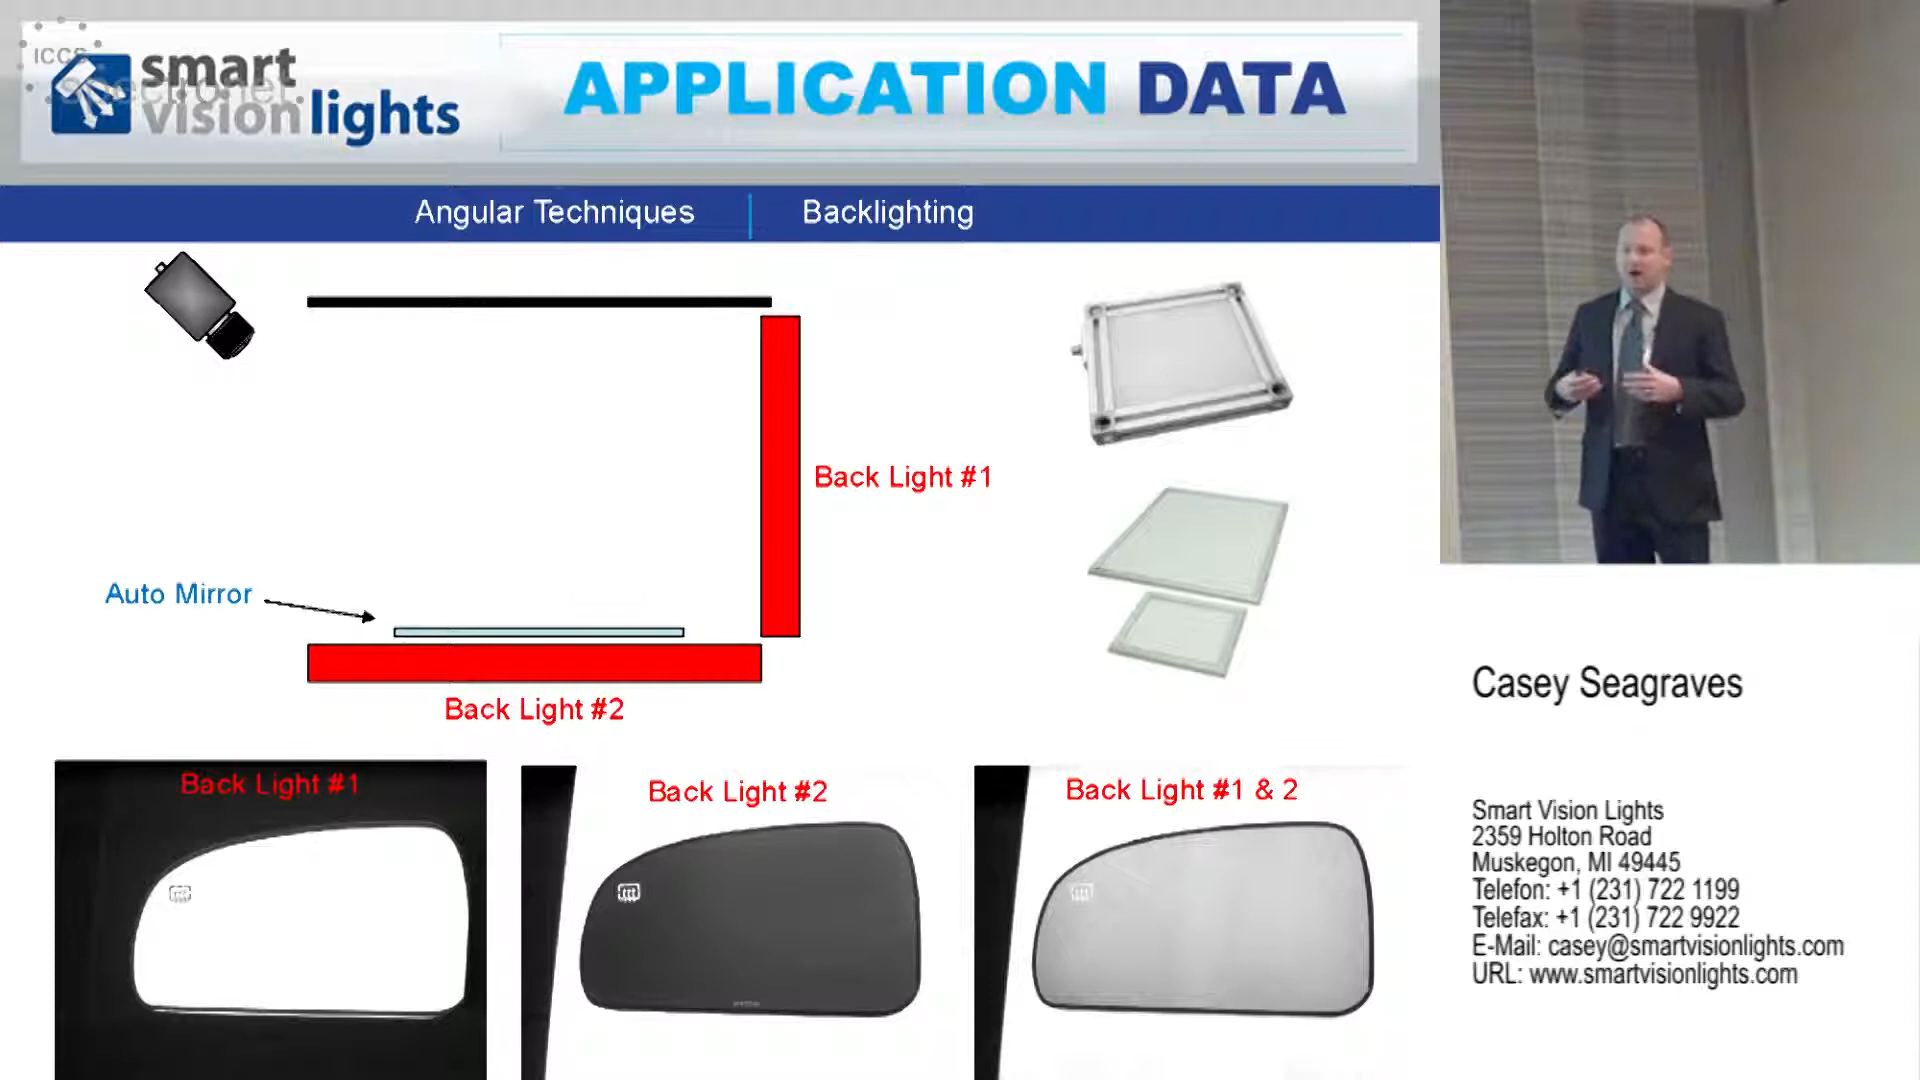 ICCS
smart
vision lights
APPLICATION DATA
Angular Techniques
Backlighting
Back Light #1
Auto Mirror
Back Light #2
Back Light #1
Back Light #2
Back Light #1 & 2
Casey Seagraves
Smart Vision Lights
2359 Holton Road
Muskegon, MI 49445
Telefon: +1 (231) 722 1199
Telefax: +1 (231) 722 9922
E-Mail: casey@smartvisionlights.com
URL: www.smartvisionlights.com